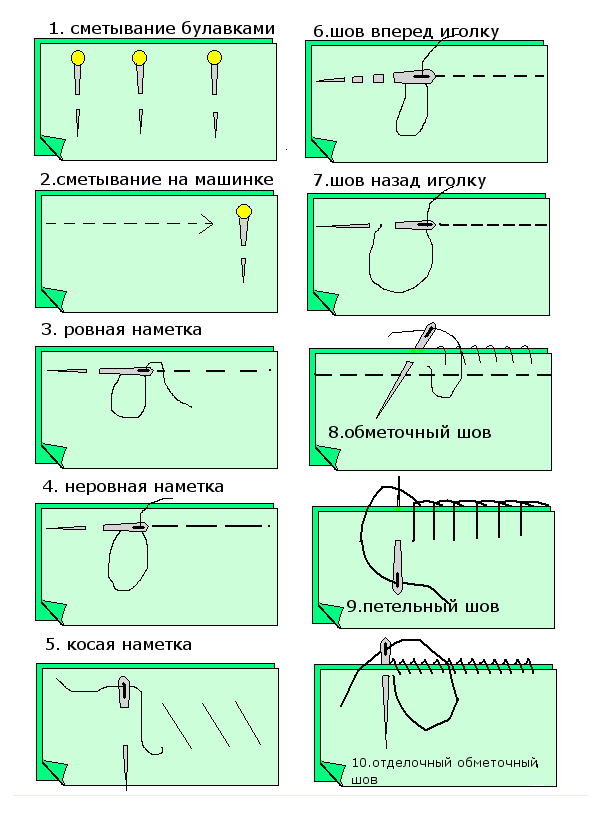 1. сметывание булавками
2.сметывание на машинке
3. ровная наметка
4. неровная наметка
5. косая наметка
6.шов вперед иголку
7.шов назад иголку
8.обметочный шов
9.петельный шов
10.отделочный обметочный,
шов